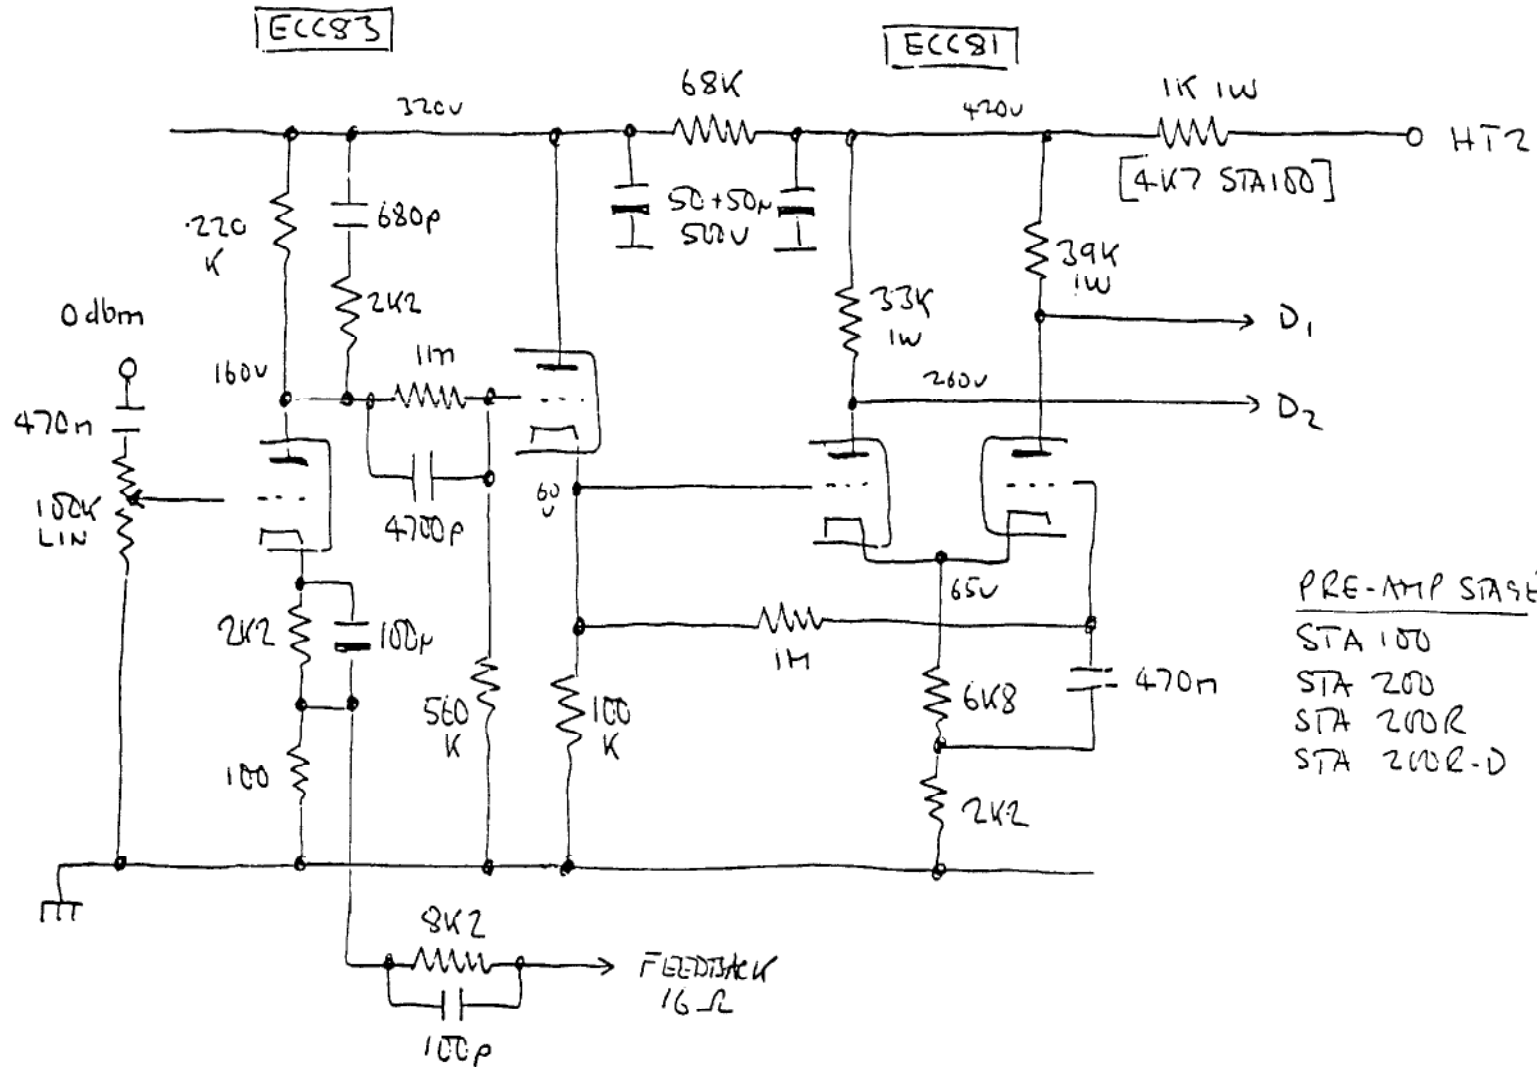 ECC83
ECC81
68K
1K 1W
320v
420v
HT2
[4K7 STA100]
220
K
680p
50+50µ
500V
39K
1W
2K2
33K
1W
0dbm
D1
1m
160v
260v
D2
470n
100K
LIN
60
v
4700p
65v
PRE-AMP STAGE
2K2
100µ
1M
STA 100
6K8
470n
STA 200
560
K
100
K
STA 200R
100
STA 200R-D
2K2
8K2
FEEDBACK
16 Ω
100p